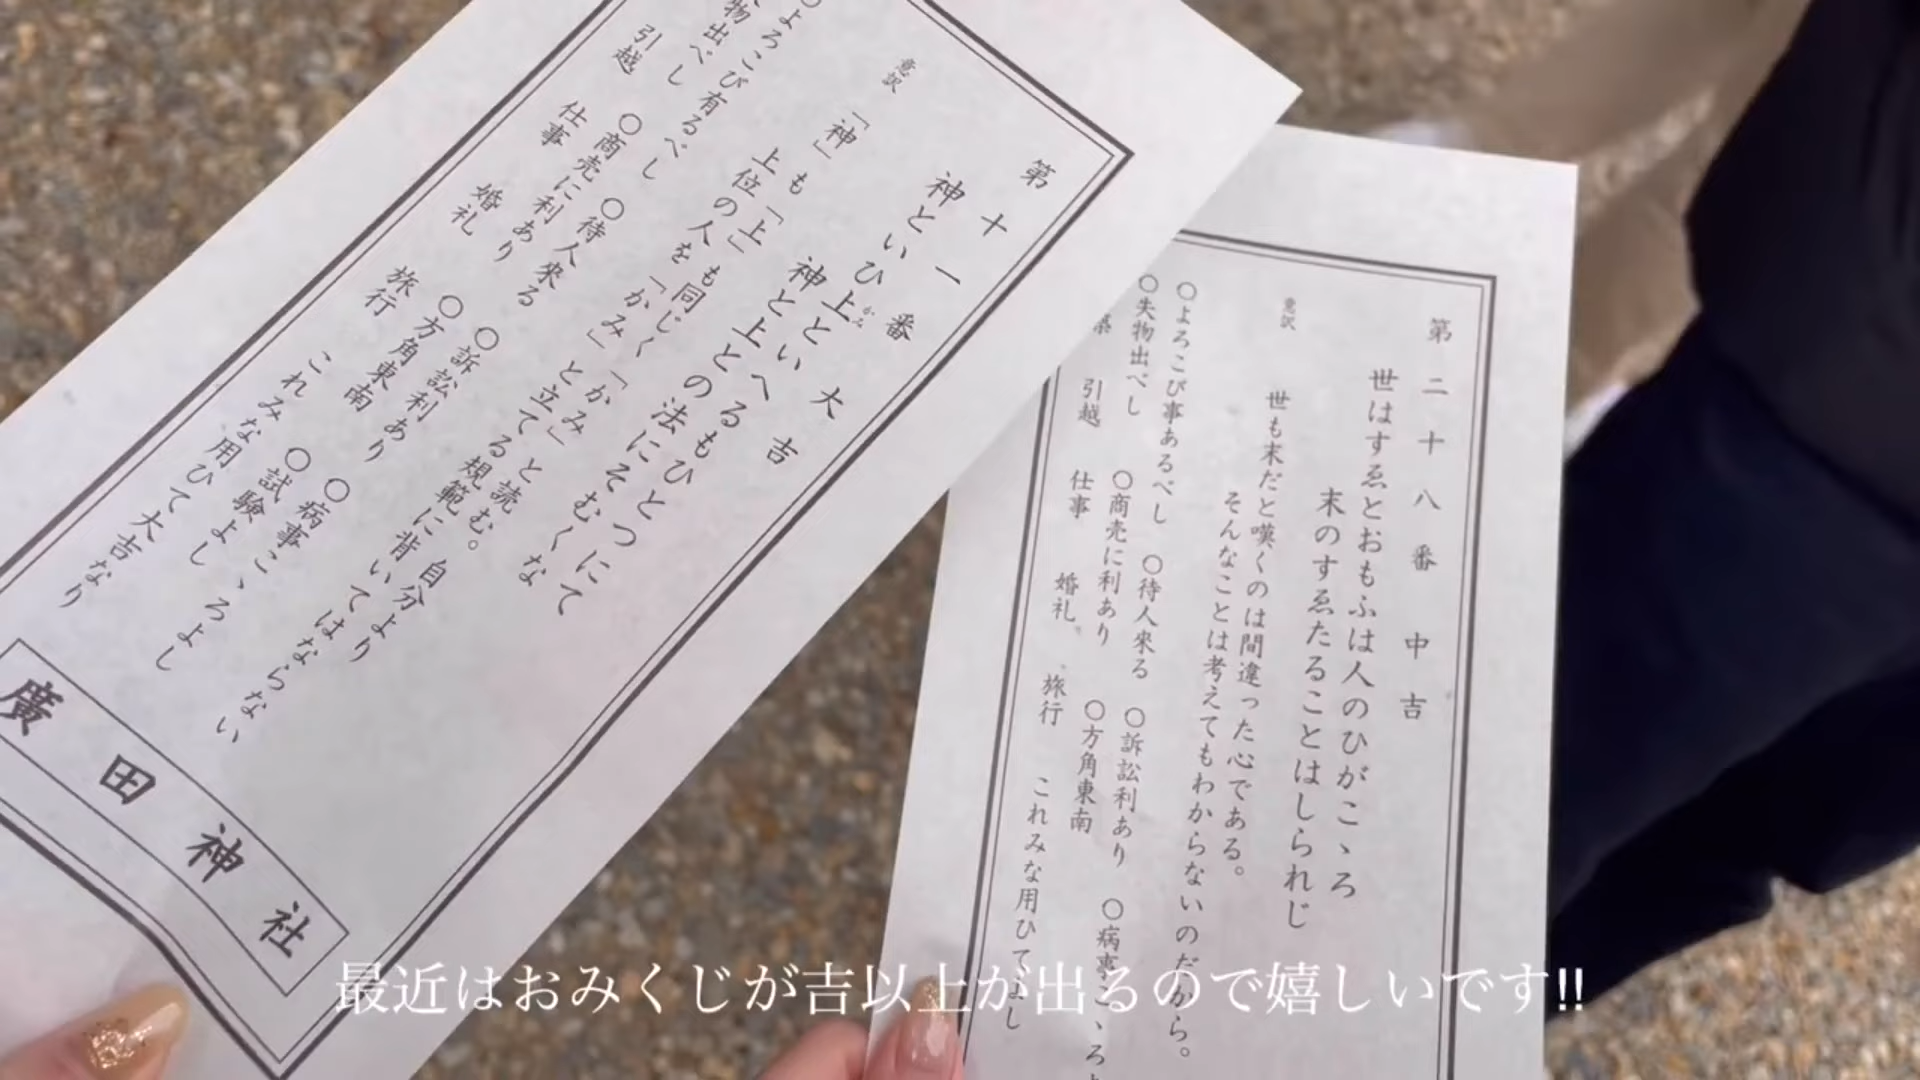 第十一番 大吉
神といひ上といへるもひとつにて
かみ
神と上との法にそむくな
意訳
「神」も「上」も同じく「かみ」と読む。自分より
上位の人を「かみ」と立てる規範に背いてはならない
○よろこび有るべし ○待人來る ○訴訟利あり ○病事こゝろよし
物出べし ○商売に利あり ○方角東南 ○試験よし
引越 仕事 婚礼 旅行 これみな用ひて大吉なり
廣田神社
第二十八番 中吉
世はすゑとおもふは人のひがこゝろ
末のすゑたることはしられじ
意訳
世も末だと嘆くのは間違った心である。
そんなことは考えてもわからないのだから。
○よろこび事あるべし ○待人来る ○訴訟利あり ○病事こゝろよ
○失物出べし ○商売に利あり ○方角東南
築 引越 仕事 婚礼 旅行 これみな用ひてよし
最近はおみくじが吉以上が出るので嬉しいです!!